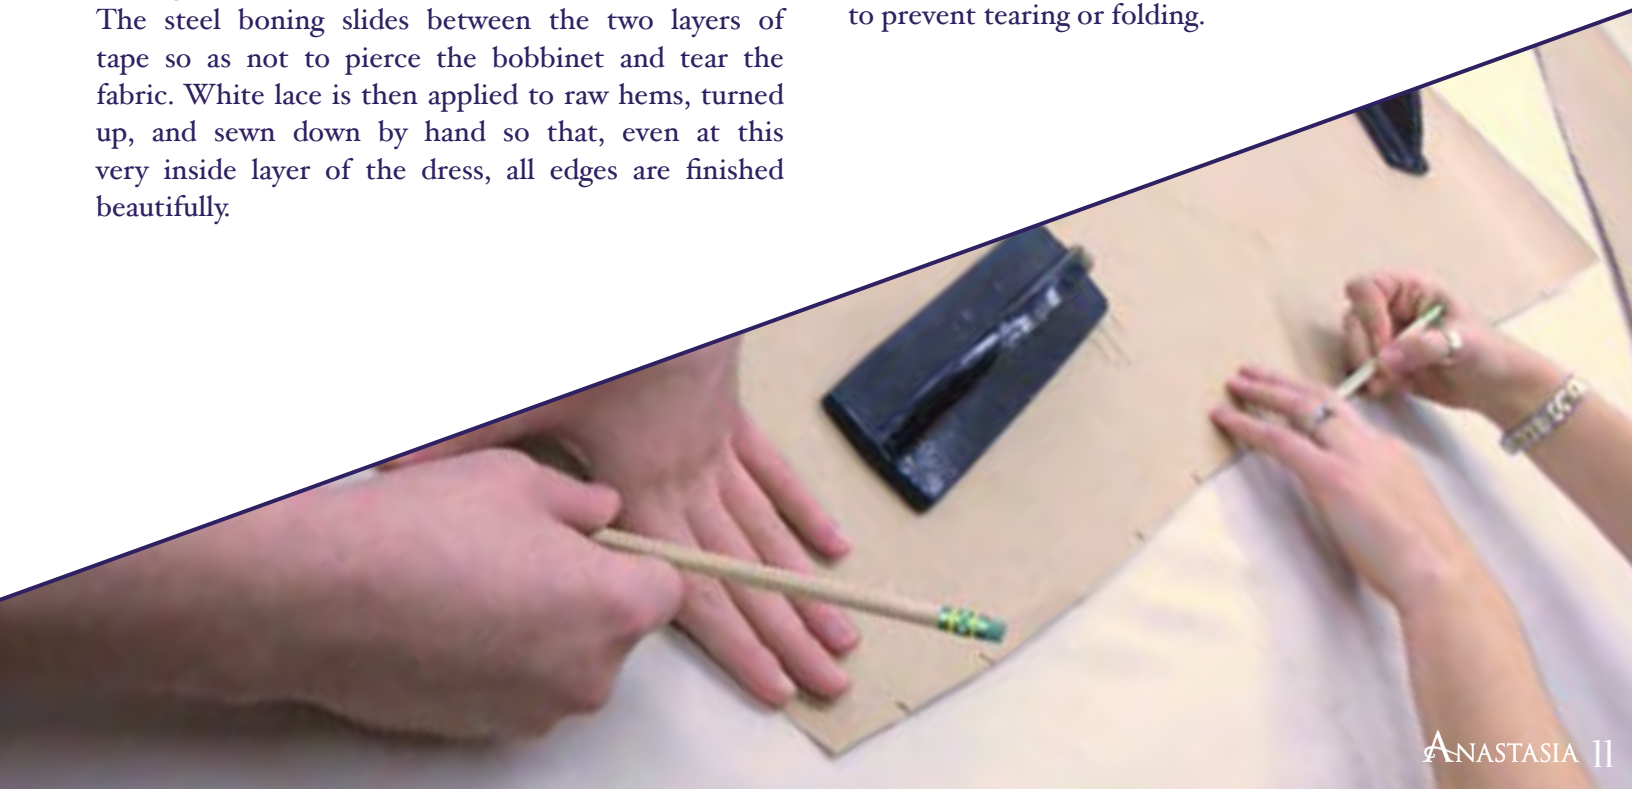 The steel boning slides between the two layers of
tape so as not to pierce the bobbinet and tear the
fabric. White lace is then applied to raw hems, turned
up, and sewn down by hand so that, even at this
very inside layer of the dress, all edges are finished
beautifully.
to prevent tearing or folding.
ANASTASIA 11